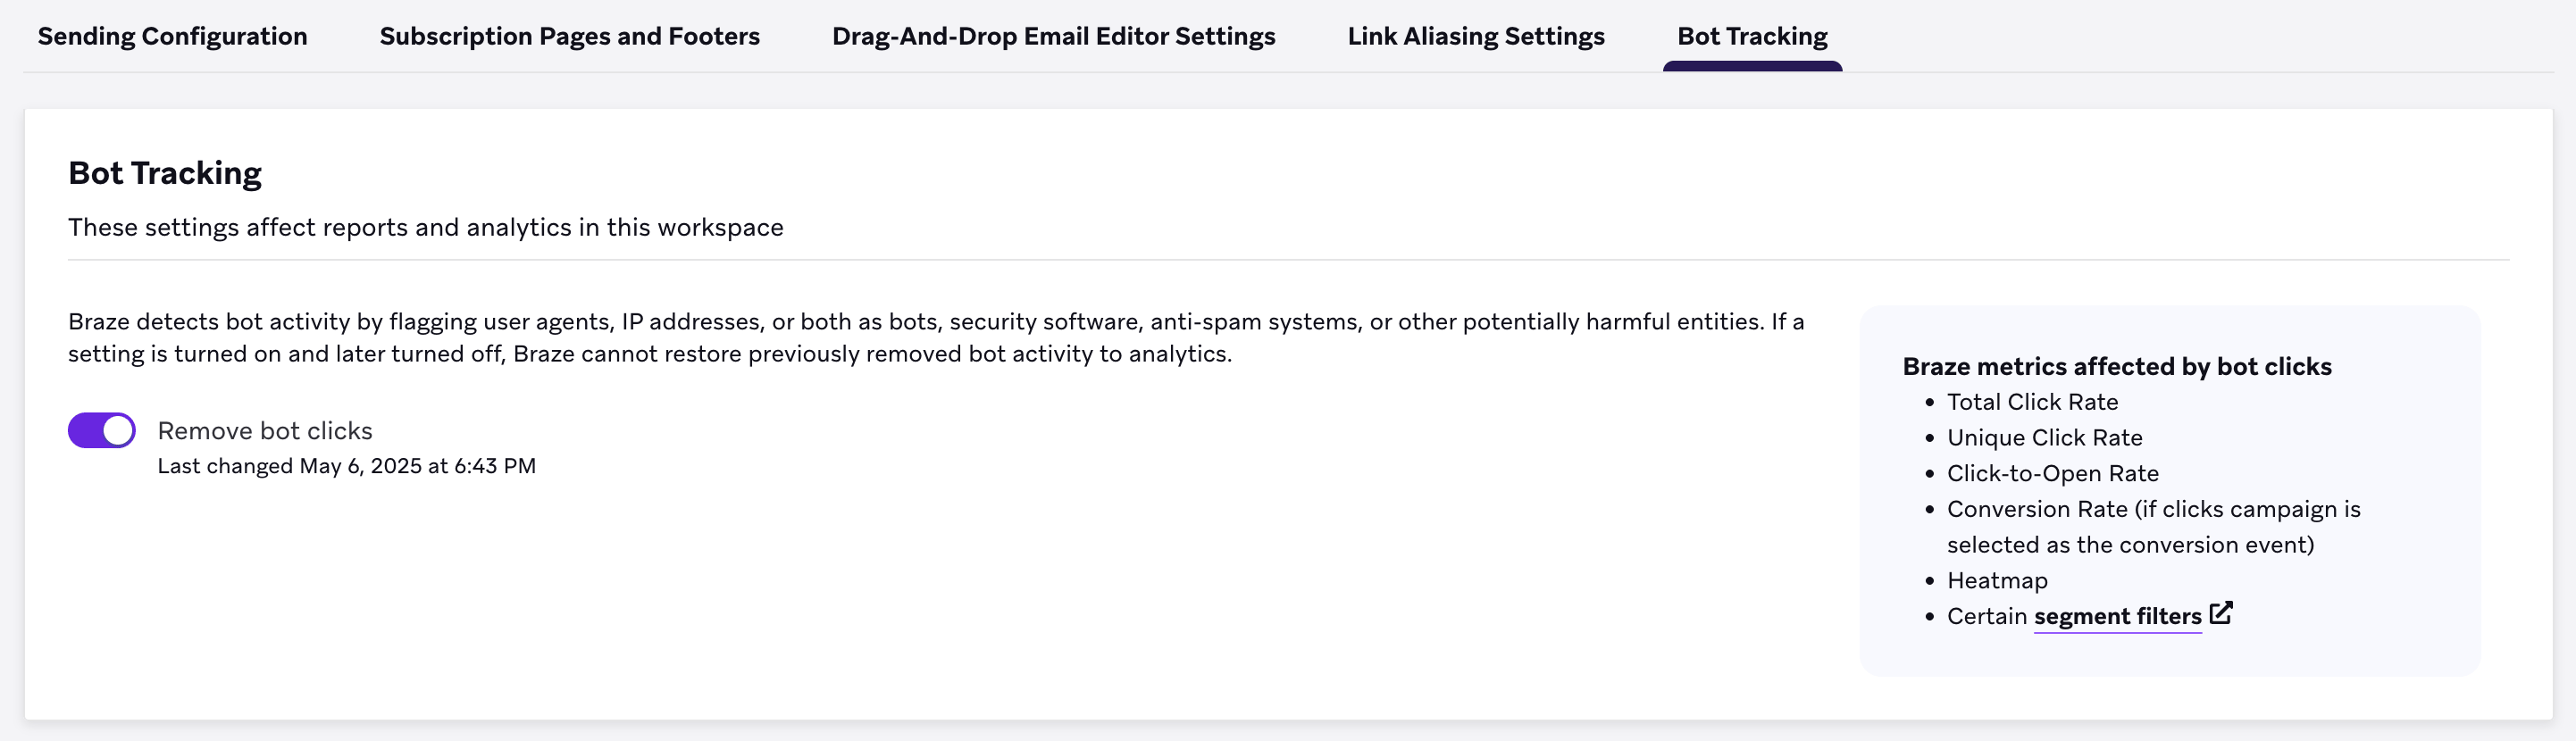 Sending Configuration
Subscription Pages and Footers
Drag-And-Drop Email Editor Settings
Link Aliasing Settings
Bot Tracking
Bot Tracking
These settings affect reports and analytics in this workspace
Braze detects bot activity by flagging user agents, IP addresses, or both as bots, security software, anti-spam systems, or other potentially harmful entities. If a
setting is turned on and later turned off, Braze cannot restore previously removed bot activity to analytics.
Remove bot clicks
Last changed May 6, 2025 at 6:43 PM
Braze metrics affected by bot clicks
• Total Click Rate
• Unique Click Rate
• Click-to-Open Rate
• Conversion Rate (if clicks campaign is
selected as the conversion event)
• Heatmap
• Certain segment filters